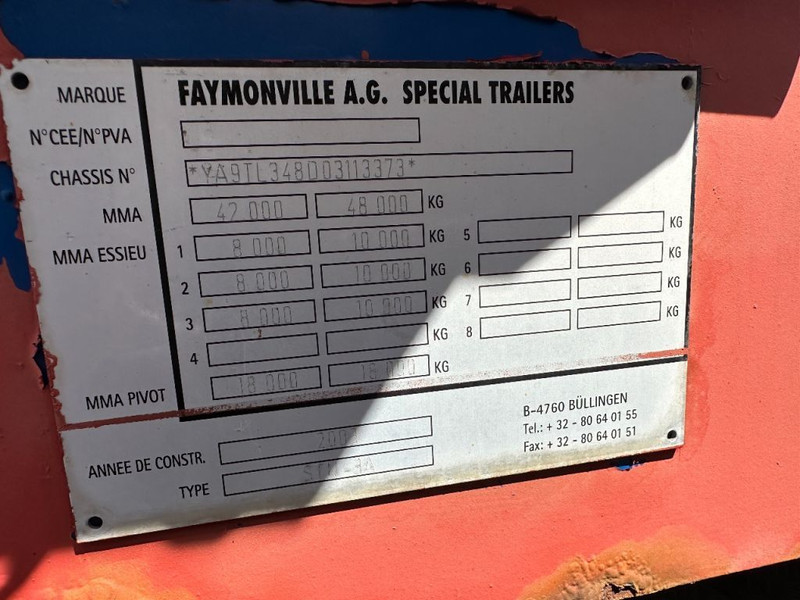 MARQUE FAYMONVILLE A.G. SPECIAL TRAILERS
N°CEE/N°PVA
CHASSIS N° *YA9TL348D03113373*
MMA 42 000 48 000 KG
MMA ESSIEU 1 8 000 10 000 KG 5 KG
2 8 000 10 000 KG 6 KG
3 8 000 10 000 KG 7 KG
4 KG 8 KG
MMA PIVOT 18 000 18 000 KG
ANNEE DE CONSTR.
TYPE
B-4760 BÜLLINGEN
Tel.: + 32 - 80 64 01 55
Fax: + 32 - 80 64 01 51